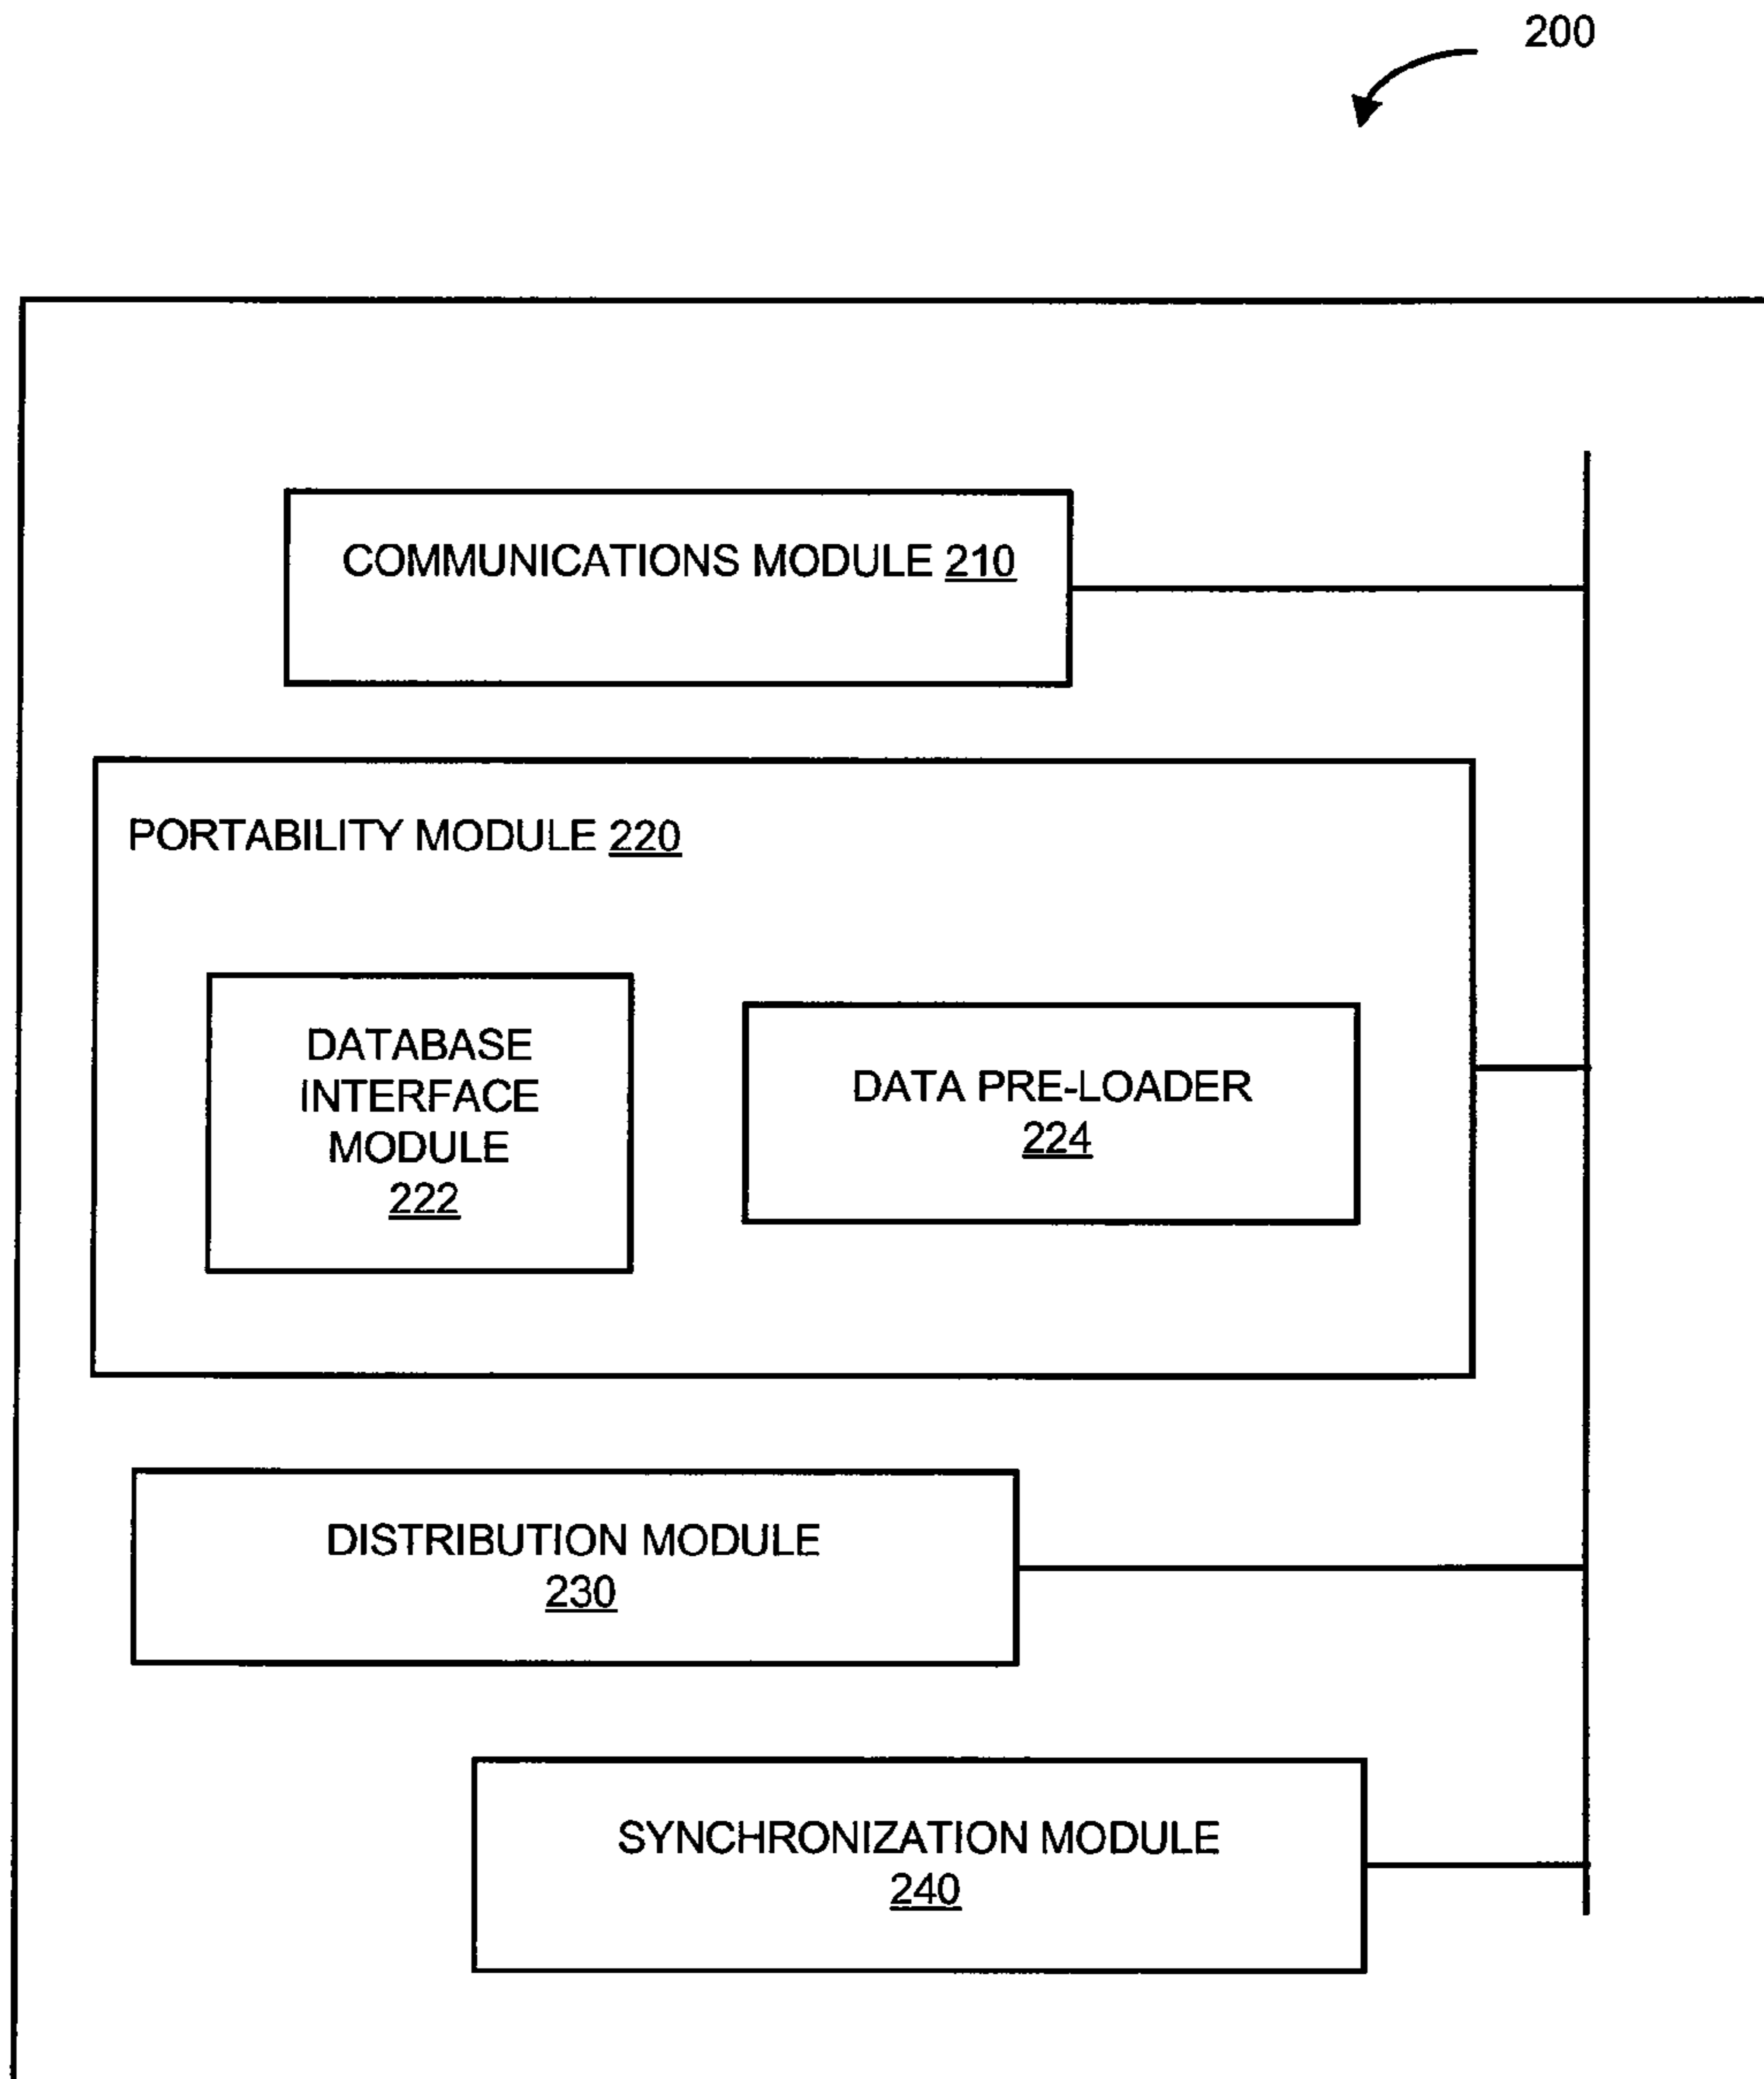 200
COMMUNICATIONS MODULE 210
PORTABILITY MODULE 220
DATABASE
INTERFACE
MODULE
222
DATA PRE-LOADER
224
DISTRIBUTION MODULE
230
SYNCHRONIZATION MODULE
240